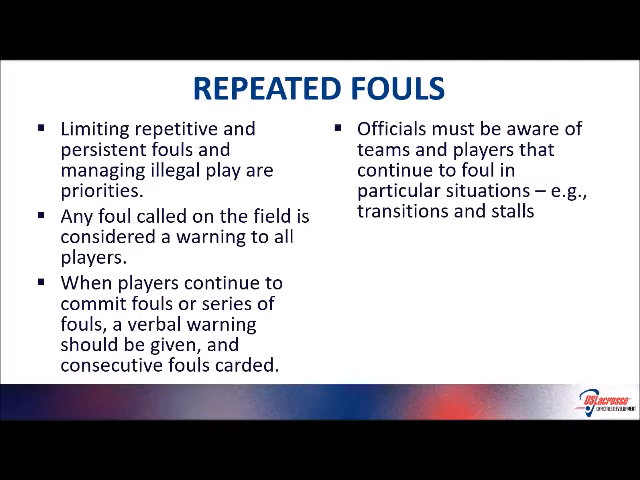 REPEATED FOULS
▪ Limiting repetitive and
persistent fouls and
managing illegal play are
priorities.
▪ Any foul called on the field is
considered a warning to all
players.
▪ When players continue to
commit fouls or series of
fouls, a verbal warning
should be given, and
consecutive fouls carded.
▪ Officials must be aware of
teams and players that
continue to foul in
particular situations – e.g.,
transitions and stalls
USLacrosse
OFFICIALS DEVELOPMENT